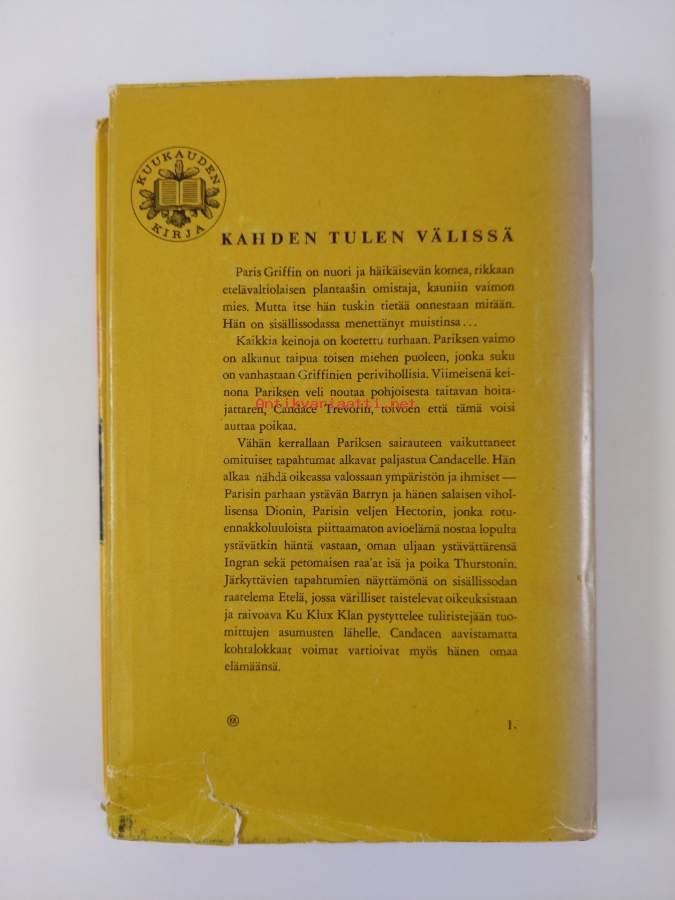 KUUKAUDEN
KIRJA
KAHDEN TULEN VÄLISSÄ
Paris Griffin on nuori ja häikäisevän komea, rikkaan
etelävaltiolaisen plantaašin omistaja, kauniin vaimon
mies. Mutta itse hän tuskin tietää onnestaan mitään.
Hän on sisällissodassa menettänyt muistinsa...
Kaikkia keinoja on koetettu turhaan. Pariksen vaimo
on alkanut taipua toisen miehen puoleen, jonka suku
on vanhastaan Griffinien perivihollisia. Viimeisenä kei-
nona Pariksen veli noutaa pohjoisesta taitavan hoita-
jattaren, Candace Trevorin, toivoen että tämä voisi
auttaa poikaa.
Antikvariaatti.net
Vähän kerrallaan Pariksen sairauteen vaikuttaneet
omituiset tapahtumat alkavat paljastua Candacelle. Hän
alkaa nähdä oikeassa valossaan ympäristön ja ihmiset —
Parisin parhaan ystävän Barryn ja hänen salaisen vihol-
lisensa Dionin, Parisin veljen Hectorin, jonka rotu-
ennakkoluuloista piittaamaton avioelämä nostaa lopulta
ystävätkin häntä vastaan, oman uljaan ystävättärensä
Ingran sekä petomaisen raa'at isä ja poika Thurstonin.
Järkyttävien tapahtumien näyttämönä on sisällissodan
raatelema Etelä, jossa värilliset taistelevat oikeuksistaan
ja raivoava Ku Klux Klan pystyttelee tuliristejään tuo-
mittujen asumusten lähelle. Candacen aavistamatta
kohtalokkaat voimat vartioivat myös hänen omaa
elämäänsä.
1.